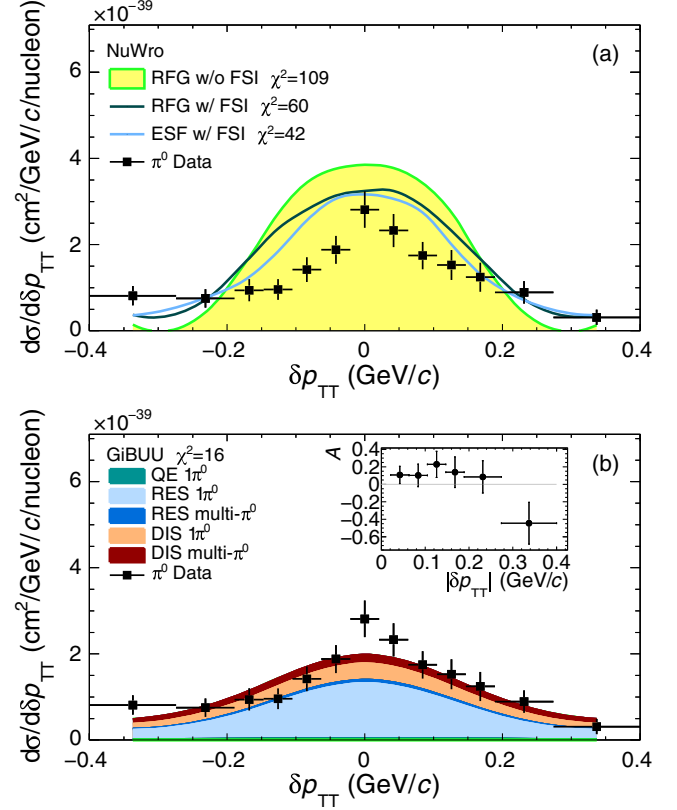 ×10⁻³⁹
NuWro
(a)
RFG w/o FSI χ²=109
RFG w/ FSI χ²=60
ESF w/ FSI χ²=42
π⁰ Data
dσ/dδp_TT (cm²/GeV/c/nucleon)
6
4
2
0
−0.4 −0.2 0 0.2 0.4
δp_TT (GeV/c)
×10⁻³⁹
GiBUU χ²=16
(b)
QE 1π⁰
RES 1π⁰
RES multi-π⁰
DIS 1π⁰
DIS multi-π⁰
π⁰ Data
A
0.4
0.2
0
−0.2
−0.4
−0.6
0 0.1 0.2 0.3 0.4
|δp_TT| (GeV/c)
dσ/dδp_TT (cm²/GeV/c/nucleon)
6
4
2
0
−0.4 −0.2 0 0.2 0.4
δp_TT (GeV/c)